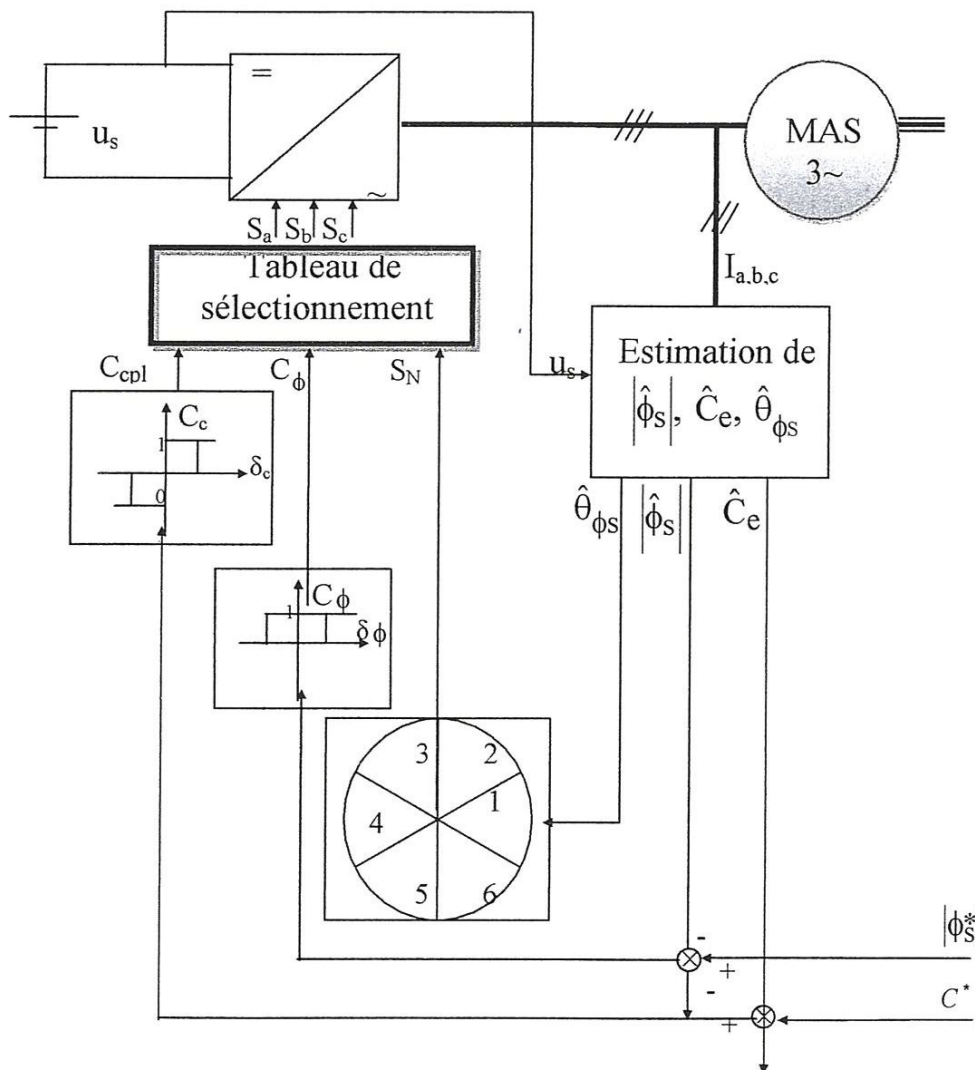 =
u_s
~
MAS
3~
S_a S_b S_c
I_a.b.c
Tableau de
sélectionnement
Estimation de
|ϕ̂_s|, Ĉ_e, θ̂_ϕs
C_cpl
C_ϕ
S_N
u_s
C_c
1
δ_c
0
θ̂_ϕs |ϕ̂_s| Ĉ_e
C_ϕ
1
δ_ϕ
3 2
4 1
5 6
-
|ϕ_s^*
+
-
C^*
+